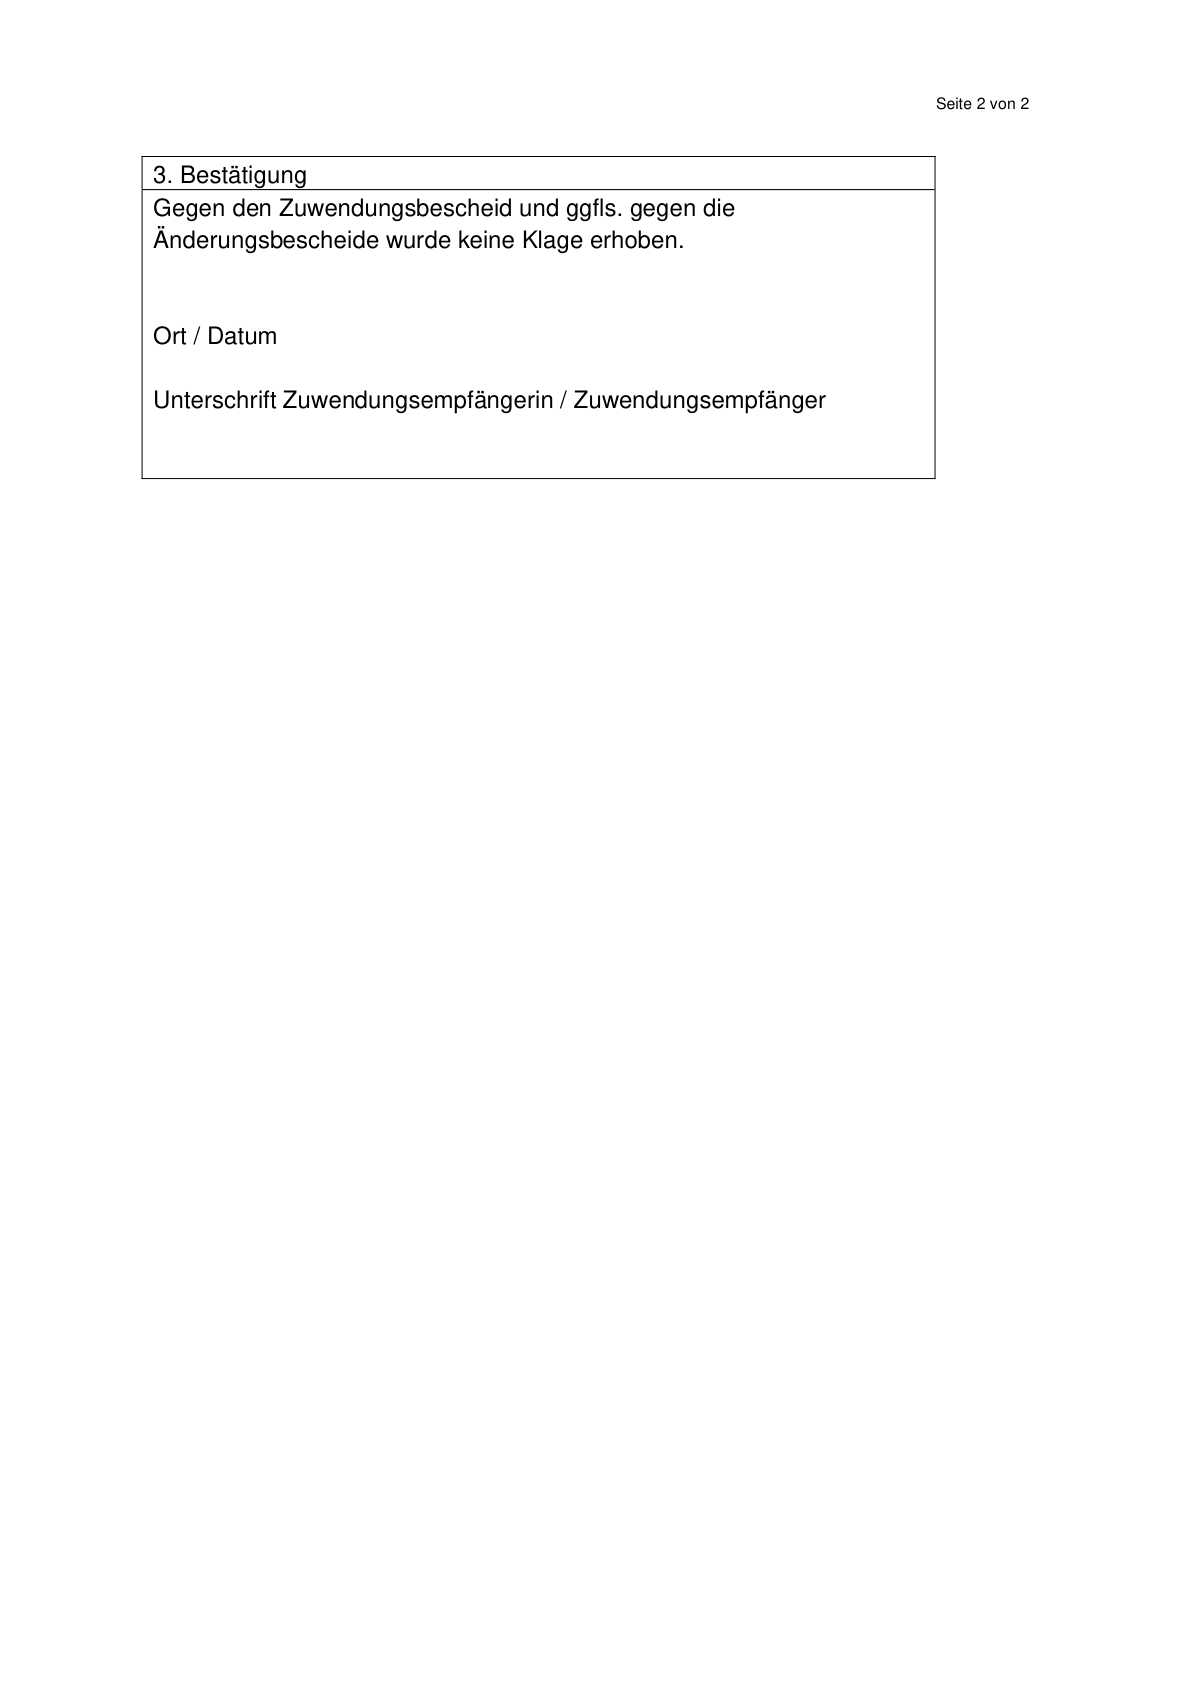 Seite 2 von 2
3. Bestätigung
Gegen den Zuwendungsbescheid und ggfls. gegen die
Änderungsbescheide wurde keine Klage erhoben.
Ort / Datum
Unterschrift Zuwendungsempfängerin / Zuwendungsempfänger